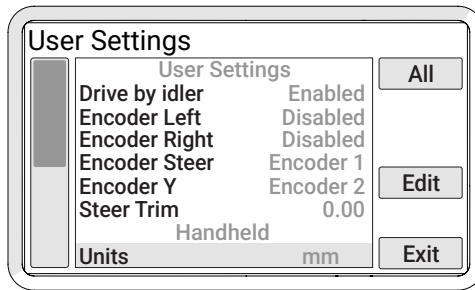 User Settings
User Settings
All
Drive by idler Enabled
Encoder Left Disabled
Encoder Right Disabled
Encoder Steer Encoder 1
Encoder Y Encoder 2
Edit
Steer Trim 0.00
Handheld
Units mm
Exit